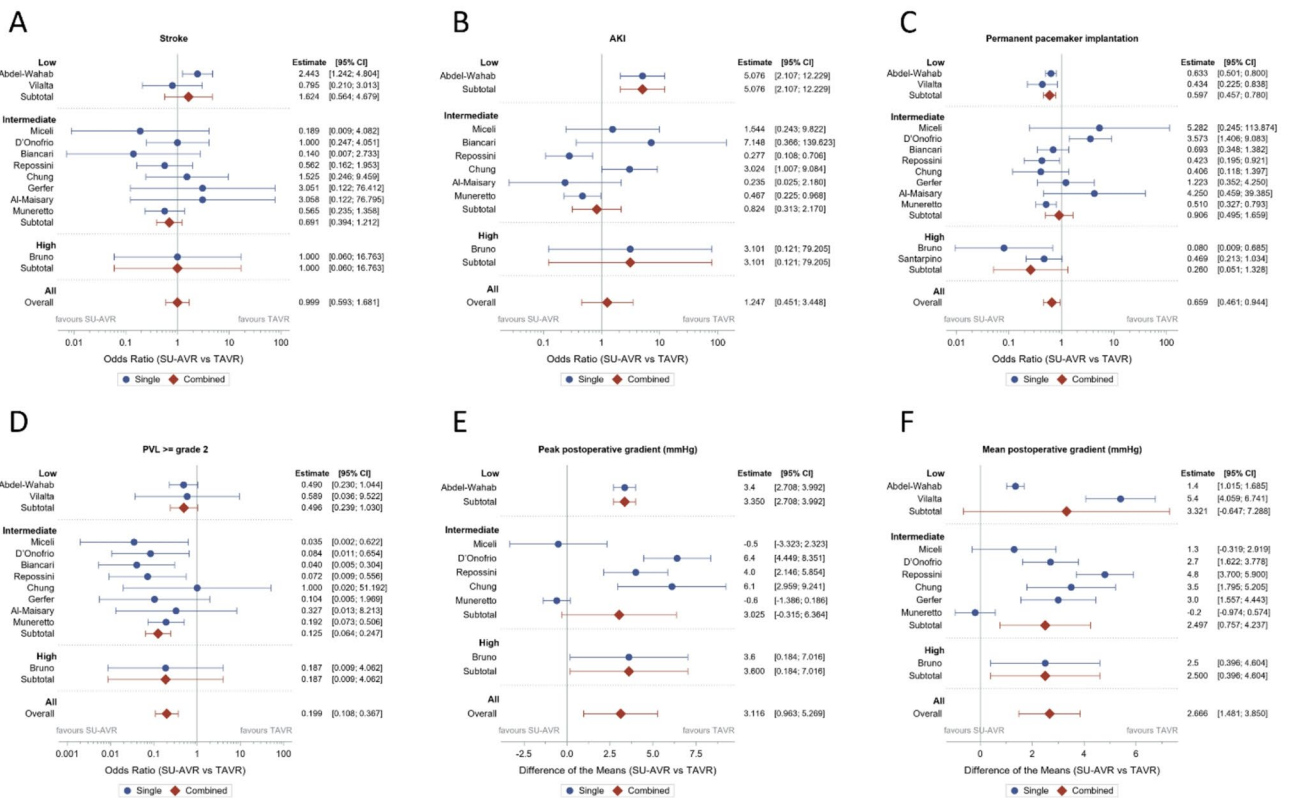 A
Stroke
Low Estimate [95% CI]
Abdel-Wahab 2.443 [1.242; 4.804]
Vilalta 0.795 [0.210; 3.013]
Subtotal 1.624 [0.564; 4.679]
Intermediate
Miceli 0.189 [0.009; 4.082]
D'Onofrio 1.000 [0.247; 4.051]
Biancari 0.140 [0.007; 2.733]
Repossini 0.562 [0.162; 1.953]
Chung 1.525 [0.246; 9.459]
Gerfer 3.051 [0.122; 76.412]
Al-Maisary 3.058 [0.122; 76.795]
Muneretto 0.565 [0.235; 1.358]
Subtotal 0.691 [0.394; 1.212]
High
Bruno 1.000 [0.060; 16.763]
Subtotal 1.000 [0.060; 16.763]
All
Overall 0.999 [0.593; 1.681]
favours SU-AVR favours TAVR
0.01 0.1 1 10 100
Odds Ratio (SU-AVR vs TAVR)
Single Combined
B
AKI
Low Estimate [95% CI]
Abdel-Wahab 5.076 [2.107; 12.229]
Subtotal 5.076 [2.107; 12.229]
Intermediate
Miceli 1.544 [0.243; 9.822]
Biancari 7.148 [0.366; 139.623]
Repossini 0.277 [0.108; 0.706]
Chung 3.024 [1.007; 9.084]
Al-Maisary 0.235 [0.025; 2.180]
Muneretto 0.467 [0.225; 0.968]
Subtotal 0.824 [0.313; 2.170]
High
Bruno 3.101 [0.121; 79.205]
Subtotal 3.101 [0.121; 79.205]
All
Overall 1.247 [0.451; 3.448]
favours SU-AVR favours TAVR
0.1 1 10 100
Odds Ratio (SU-AVR vs TAVR)
Single Combined
C
Permanent pacemaker implantation
Low Estimate [95% CI]
Abdel-Wahab 0.633 [0.501; 0.800]
Vilalta 0.434 [0.225; 0.838]
Subtotal 0.597 [0.457; 0.780]
Intermediate
Miceli 5.282 [0.245; 113.874]
D'Onofrio 3.573 [1.406; 9.083]
Biancari 0.693 [0.348; 1.382]
Repossini 0.423 [0.195; 0.921]
Chung 0.406 [0.118; 1.397]
Gerfer 1.223 [0.352; 4.250]
Al-Maisary 4.250 [0.459; 39.385]
Muneretto 0.510 [0.327; 0.793]
Subtotal 0.906 [0.495; 1.659]
High
Bruno 0.080 [0.009; 0.685]
Santarpino 0.469 [0.213; 1.034]
Subtotal 0.260 [0.051; 1.328]
All
Overall 0.659 [0.461; 0.944]
favours SU-AVR favours TAVR
0.01 0.1 1 10 100
Odds Ratio (SU-AVR vs TAVR)
Single Combined
D
PVL >= grade 2
Low Estimate [95% CI]
Abdel-Wahab 0.490 [0.230; 1.044]
Vilalta 0.589 [0.036; 9.522]
Subtotal 0.496 [0.239; 1.030]
Intermediate
Miceli 0.035 [0.002; 0.622]
D'Onofrio 0.084 [0.011; 0.654]
Biancari 0.040 [0.005; 0.304]
Repossini 0.072 [0.009; 0.556]
Chung 1.000 [0.020; 51.192]
Gerfer 0.104 [0.005; 1.989]
Al-Maisary 0.327 [0.013; 8.213]
Muneretto 0.192 [0.073; 0.506]
Subtotal 0.125 [0.064; 0.247]
High
Bruno 0.187 [0.009; 4.062]
Subtotal 0.187 [0.009; 4.062]
All
Overall 0.199 [0.108; 0.367]
favours SU-AVR favours TAVR
0.001 0.1 1 10 100
Odds Ratio (SU-AVR vs TAVR)
Single Combined
E
Peak postoperative gradient (mmHg)
Low Estimate [95% CI]
Abdel-Wahab 3.4 [2.708; 3.992]
Subtotal 3.350 [2.708; 3.992]
Intermediate
Miceli -0.5 [-3.323; 2.323]
D'Onofrio 6.4 [4.449; 8.351]
Repossini 4.0 [2.146; 5.854]
Chung 6.1 [2.959; 9.241]
Muneretto -0.6 [-1.386; 0.186]
Subtotal 3.025 [-0.315; 6.364]
High
Bruno 3.6 [0.184; 7.016]
Subtotal 3.600 [0.184; 7.016]
All
Overall 3.116 [0.963; 5.269]
favours SU-AVR favours TAVR
-2.5 0.0 2.5 5.0 7.5
Difference of the Means (SU-AVR vs TAVR)
Single Combined
F
Mean postoperative gradient (mmHg)
Low Estimate [95% CI]
Abdel-Wahab 1.4 [1.015; 1.685]
Vilalta 5.4 [4.059; 6.741]
Subtotal 3.321 [-0.647; 7.288]
Intermediate
Miceli 1.3 [-0.319; 2.919]
D'Onofrio 2.7 [1.622; 3.778]
Repossini 4.8 [3.700; 5.900]
Chung 3.5 [1.795; 5.205]
Gerfer 3.0 [1.557; 4.443]
Muneretto -0.2 [-0.974; 0.574]
Subtotal 2.497 [0.757; 4.237]
High
Bruno 2.5 [0.396; 4.604]
Subtotal 2.500 [0.396; 4.604]
All
Overall 2.666 [1.481; 3.850]
favours SU-AVR favours TAVR
0 2 4 6
Difference of the Means (SU-AVR vs TAVR)
Single Combined